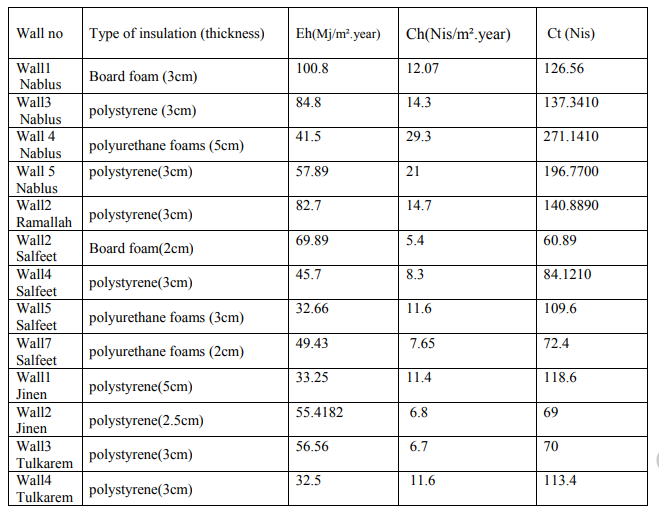 Wall no Type of insulation (thickness) Eh(Mj/m².year) Ch(Nis/m².year) Ct (Nis)
Wall1 Nablus Board foam (3cm) 100.8 12.07 126.56
Wall3 Nablus polystyrene (3cm) 84.8 14.3 137.3410
Wall 4 Nablus polyurethane foams (5cm) 41.5 29.3 271.1410
Wall 5 Nablus polystyrene(3cm) 57.89 21 196.7700
Wall2 Ramallah polystyrene(3cm) 82.7 14.7 140.8890
Wall2 Salfeet Board foam(2cm) 69.89 5.4 60.89
Wall4 Salfeet polystyrene(3cm) 45.7 8.3 84.1210
Wall5 Salfeet polyurethane foams (3cm) 32.66 11.6 109.6
Wall7 Salfeet polyurethane foams (2cm) 49.43 7.65 72.4
Wall1 Jinen polystyrene(5cm) 33.25 11.4 118.6
Wall2 Jinen polystyrene(2.5cm) 55.4182 6.8 69
Wall3 Tulkarem polystyrene(3cm) 56.56 6.7 70
Wall4 Tulkarem polystyrene(3cm) 32.5 11.6 113.4